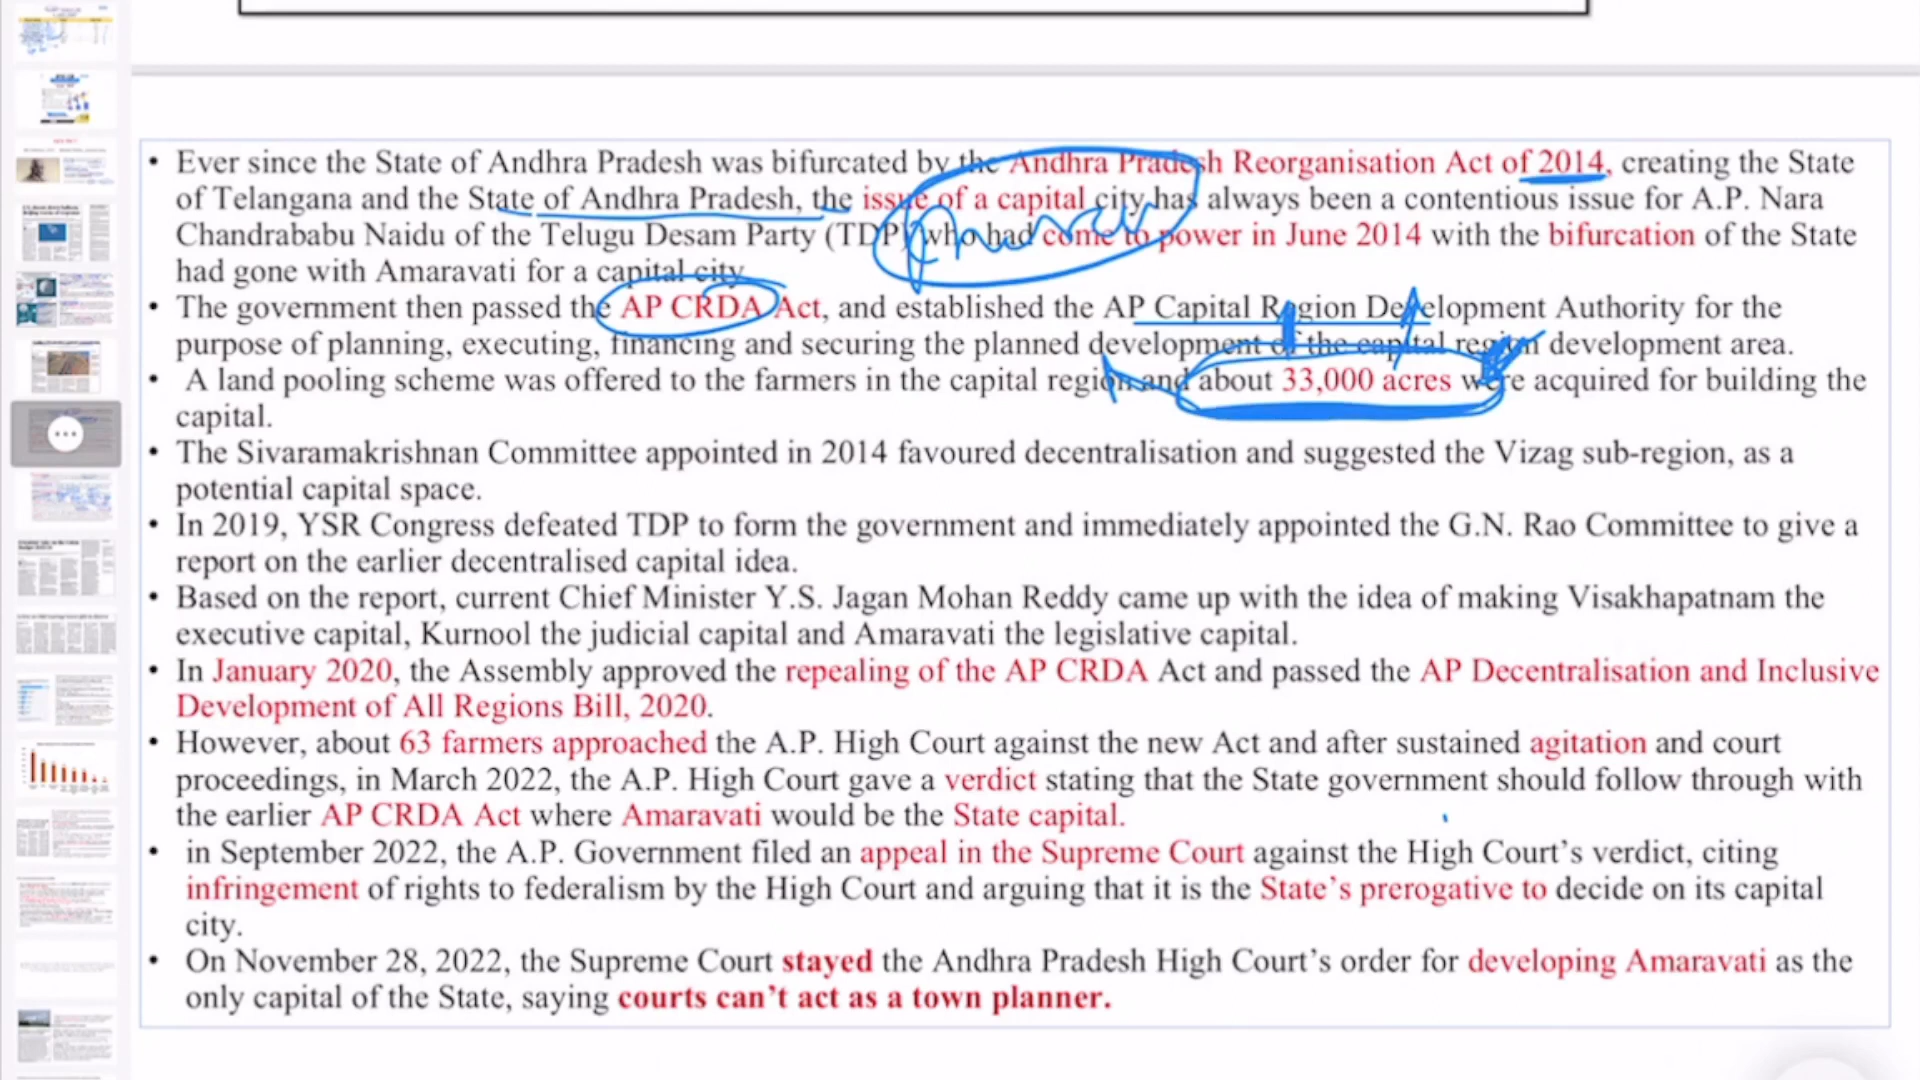 • Ever since the State of Andhra Pradesh was bifurcated by the Andhra Pradesh Reorganisation Act of 2014, creating the State
of Telangana and the State of Andhra Pradesh, the issue of a capital city has always been a contentious issue for A.P. Nara
Chandrababu Naidu of the Telugu Desam Party (TDP) who had come to power in June 2014 with the bifurcation of the State
had gone with Amaravati for a capital city.
• The government then passed the AP CRDA Act, and established the AP Capital Region Development Authority for the
purpose of planning, executing, financing and securing the planned development of the capital region development area.
• A land pooling scheme was offered to the farmers in the capital region and about 33,000 acres were acquired for building the
capital.
• The Sivaramakrishnan Committee appointed in 2014 favoured decentralisation and suggested the Vizag sub-region, as a
potential capital space.
• In 2019, YSR Congress defeated TDP to form the government and immediately appointed the G.N. Rao Committee to give a
report on the earlier decentralised capital idea.
• Based on the report, current Chief Minister Y.S. Jagan Mohan Reddy came up with the idea of making Visakhapatnam the
executive capital, Kurnool the judicial capital and Amaravati the legislative capital.
• In January 2020, the Assembly approved the repealing of the AP CRDA Act and passed the AP Decentralisation and Inclusive
Development of All Regions Bill, 2020.
• However, about 63 farmers approached the A.P. High Court against the new Act and after sustained agitation and court
proceedings, in March 2022, the A.P. High Court gave a verdict stating that the State government should follow through with
the earlier AP CRDA Act where Amaravati would be the State capital.
• in September 2022, the A.P. Government filed an appeal in the Supreme Court against the High Court’s verdict, citing
infringement of rights to federalism by the High Court and arguing that it is the State’s prerogative to decide on its capital
city.
• On November 28, 2022, the Supreme Court stayed the Andhra Pradesh High Court’s order for developing Amaravati as the
only capital of the State, saying courts can’t act as a town planner.